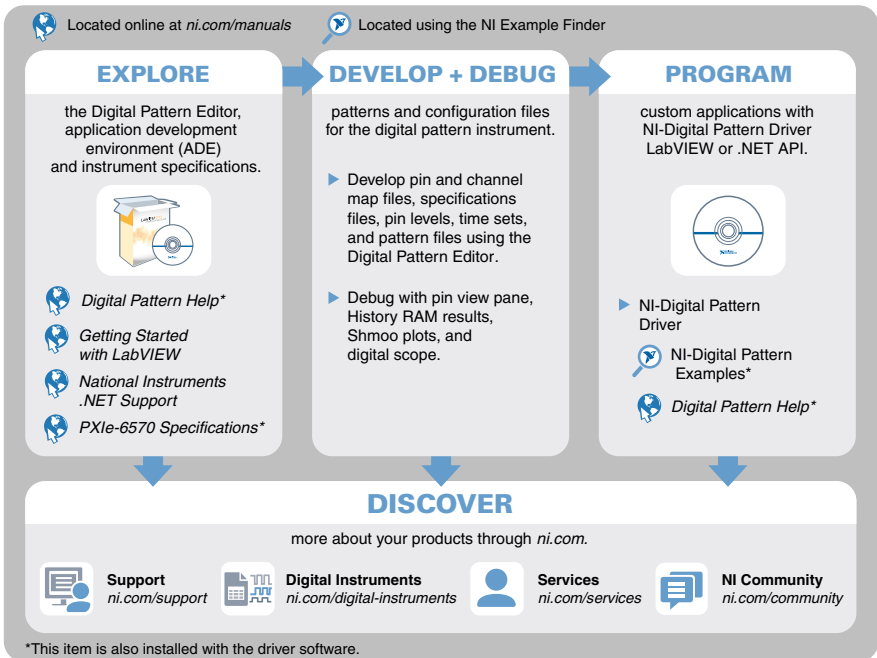 Located online at ni.com/manuals
Located using the NI Example Finder
EXPLORE
the Digital Pattern Editor,
application development
environment (ADE)
and instrument specifications.
Digital Pattern Help*
Getting Started
with LabVIEW
National Instruments
.NET Support
PXIe-6570 Specifications*
DEVELOP + DEBUG
patterns and configuration files
for the digital pattern instrument.
Develop pin and channel
map files, specifications
files, pin levels, time sets,
and pattern files using the
Digital Pattern Editor.
Debug with pin view pane,
History RAM results,
Shmoo plots, and
digital scope.
PROGRAM
custom applications with
NI-Digital Pattern Driver
LabVIEW or .NET API.
NI-Digital Pattern
Driver
NI-Digital Pattern
Examples*
Digital Pattern Help*
DISCOVER
more about your products through ni.com.
Support
ni.com/support
Digital Instruments
ni.com/digital-instruments
Services
ni.com/services
NI Community
ni.com/community
*This item is also installed with the driver software.